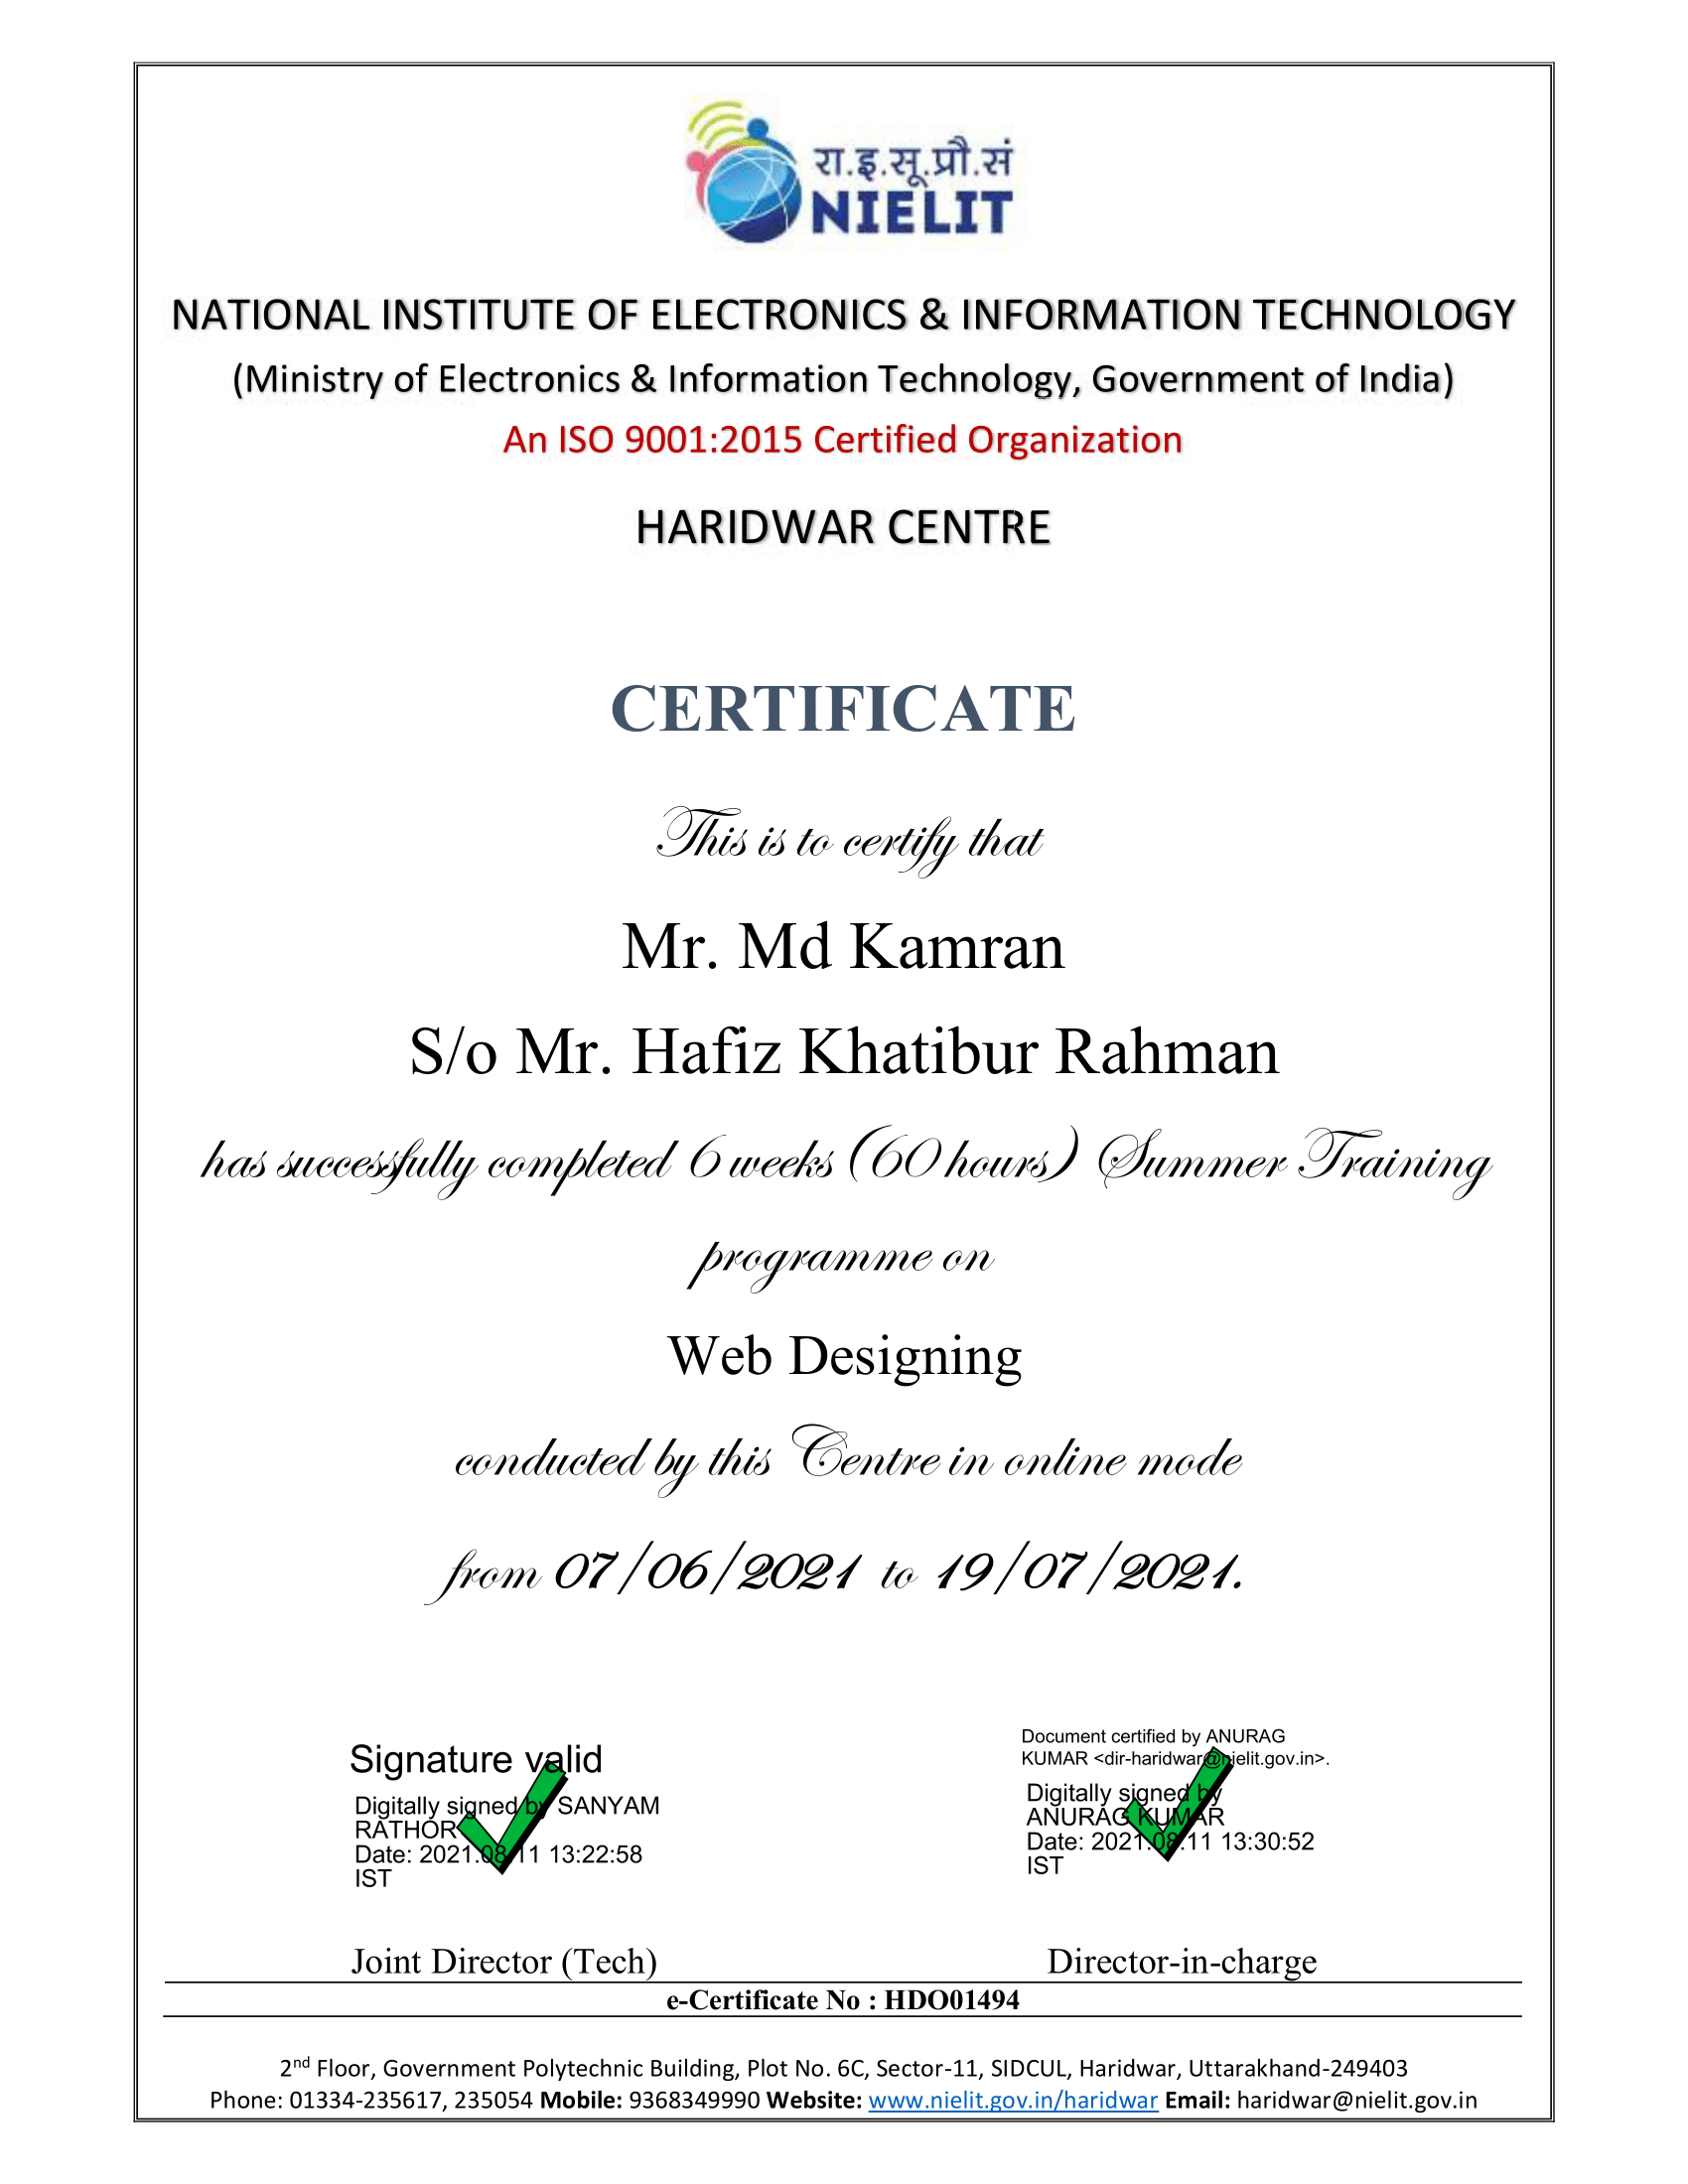 रा.इ.सू.प्रौ.सं
NIELIT
NATIONAL INSTITUTE OF ELECTRONICS & INFORMATION TECHNOLOGY
(Ministry of Electronics & Information Technology, Government of India)
An ISO 9001:2015 Certified Organization
HARIDWAR CENTRE
CERTIFICATE
This is to certify that
Mr. Md Kamran
S/o Mr. Hafiz Khatibur Rahman
has successfully completed 6 weeks (60 hours) Summer Training
programme on
Web Designing
conducted by this Centre in online mode
from 07/06/2021 to 19/07/2021.
Signature valid
Digitally signed by SANYAM
RATHOR
Date: 2021.08.11 13:22:58
IST
Joint Director (Tech)
Document certified by ANURAG
KUMAR <dir-haridwar@nielit.gov.in>.
Digitally signed by
ANURAG KUMAR
Date: 2021.08.11 13:30:52
IST
Director-in-charge
e-Certificate No : HDO01494
2nd Floor, Government Polytechnic Building, Plot No. 6C, Sector-11, SIDCUL, Haridwar, Uttarakhand-249403
Phone: 01334-235617, 235054 Mobile: 9368349990 Website: www.nielit.gov.in/haridwar Email: haridwar@nielit.gov.in